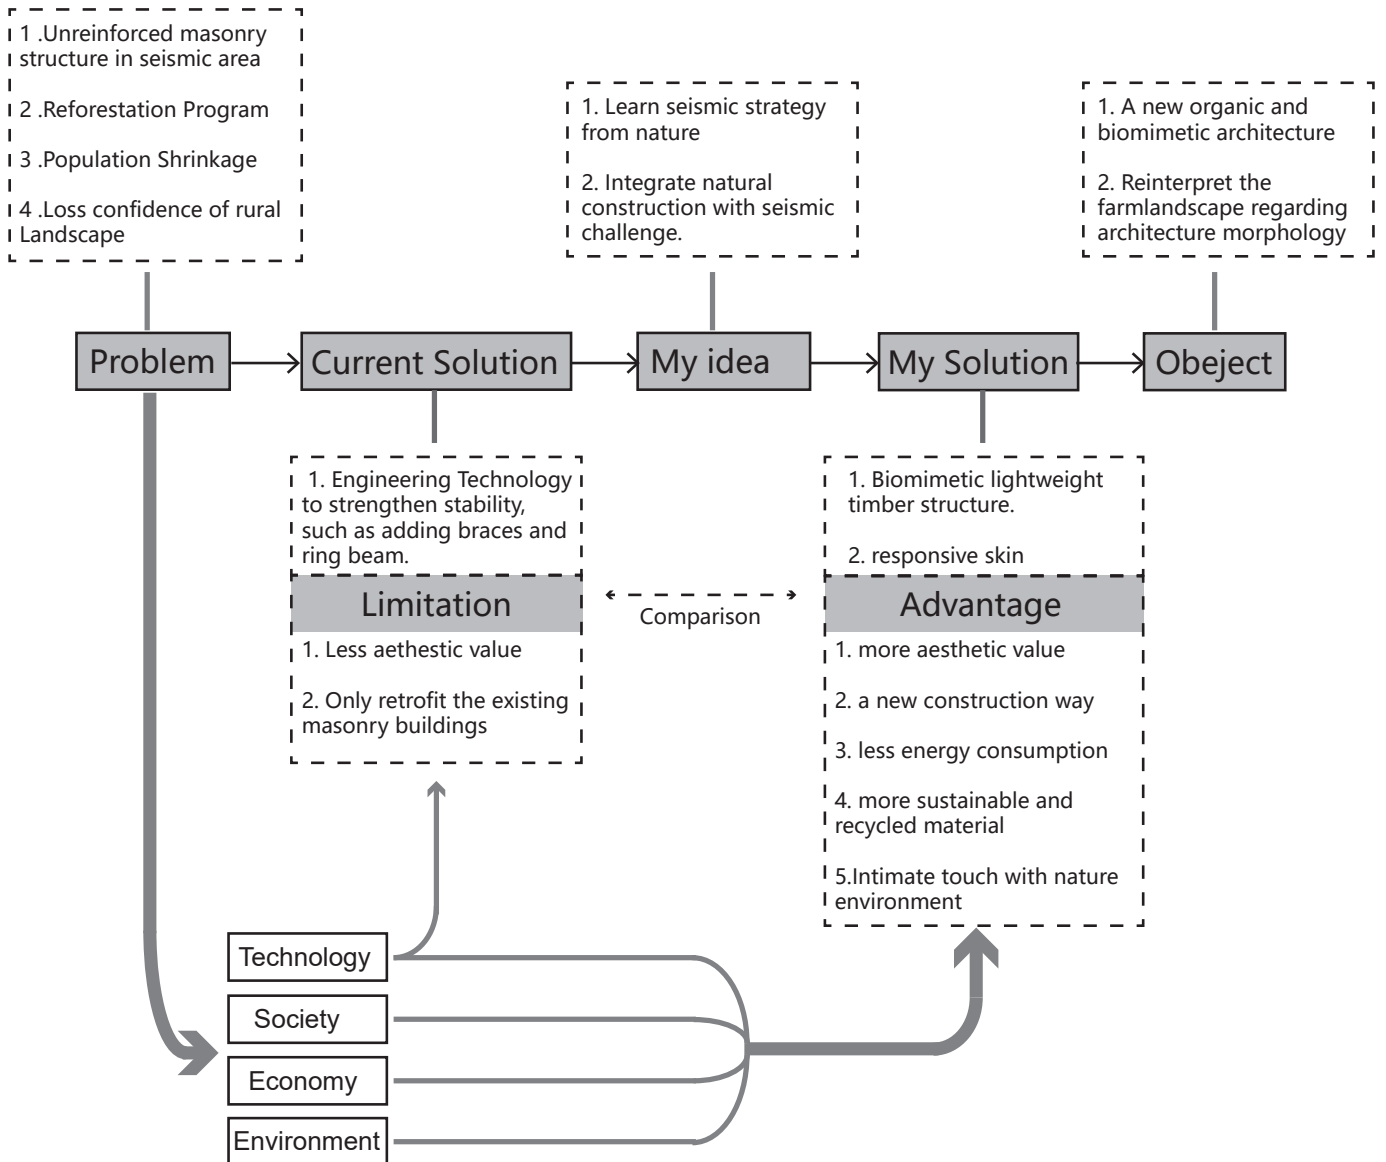 1 .Unreinforced masonry
structure in seismic area
2 .Reforestation Program
3 .Population Shrinkage
4 .Loss confidence of rural
Landscape
1. Learn seismic strategy
from nature
2. Integrate natural
construction with seismic
challenge.
1. A new organic and
biomimetic architecture
2. Reinterpret the
farmlandscape regarding
architecture morphology
Problem
Current Solution
My idea
My Solution
Obeject
1. Engineering Technology
to strengthen stability,
such as adding braces and
ring beam.
Limitation
1. Less aethestic value
2. Only retrofit the existing
masonry buildings
Comparison
1. Biomimetic lightweight
timber structure.
2. responsive skin
Advantage
1. more aesthetic value
2. a new construction way
3. less energy consumption
4. more sustainable and
recycled material
5.Intimate touch with nature
environment
Technology
Society
Economy
Environment